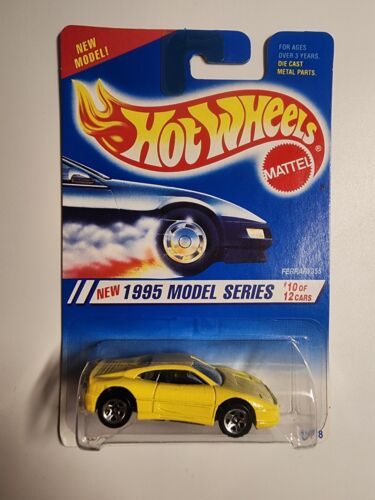 NEW
MODEL!
FOR AGES
OVER 3 YEARS.
DIE CAST
METAL PARTS.
HOT WHEELS
MATTEL
FERRARI 355
NEW 1995 MODEL SERIES
#10 OF
12 CARS